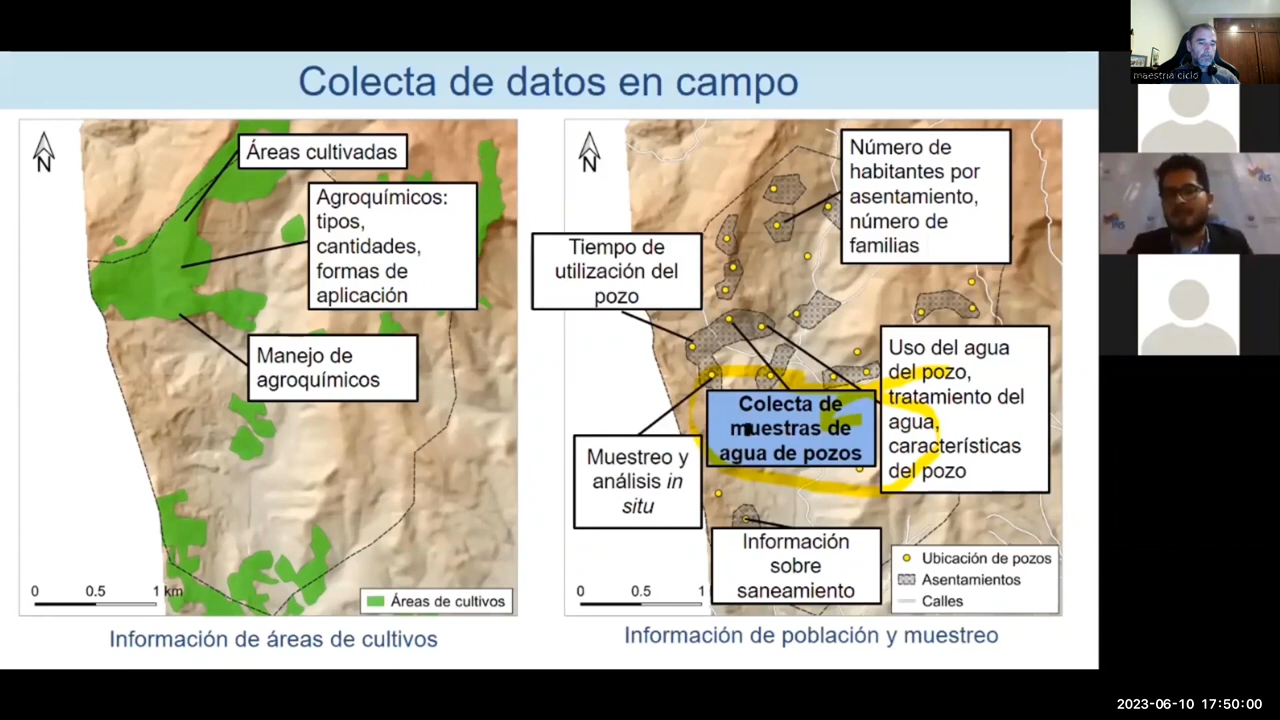 Colecta de datos en campo
N
Áreas cultivadas
Agroquímicos:
tipos,
cantidades,
formas de
aplicación
Manejo de
agroquímicos
0 0.5 1 km
Áreas de cultivos
Información de áreas de cultivos
N
Número de
habitantes por
asentamiento,
número de
familias
Tiempo de
utilización del
pozo
Uso del agua
del pozo,
tratamiento del
agua,
características
del pozo
Colecta de
muestras de
agua de pozos
Muestreo y
análisis in
situ
Información
sobre
saneamiento
0 0.5 1
Ubicación de pozos
Asentamientos
Calles
Información de población y muestreo
maestria ciclo
INS
INS
2023-06-10 17:50:00